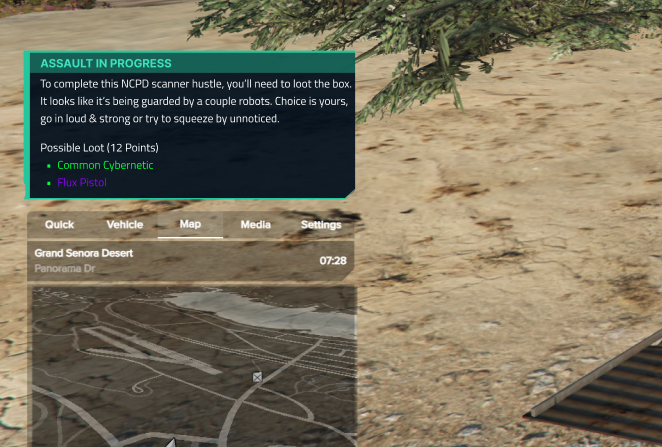 ASSAULT IN PROGRESS
To complete this NCPD scanner hustle, you'll need to loot the box.
It looks like it's being guarded by a couple robots. Choice is yours,
go in loud & strong or try to squeeze by unnoticed.
Possible Loot (12 Points)
• Common Cybernetic
• Flux Pistol
Quick Vehicle Map Media Settings
Grand Senora Desert 07:28
Panorama Dr